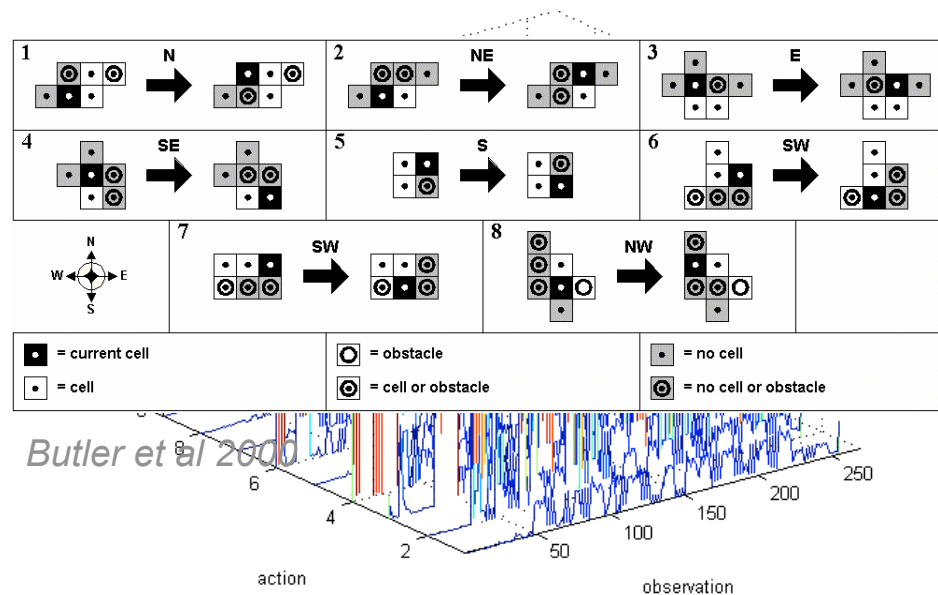 1 N 2 NE 3 E
4 SE 5 S 6 SW
7 SW 8 NW
N
W E
S
= current cell = obstacle = no cell
= cell = cell or obstacle = no cell or obstacle
Butler et al 2000
8
6
4
2
50
100
150
200
250
action
observation